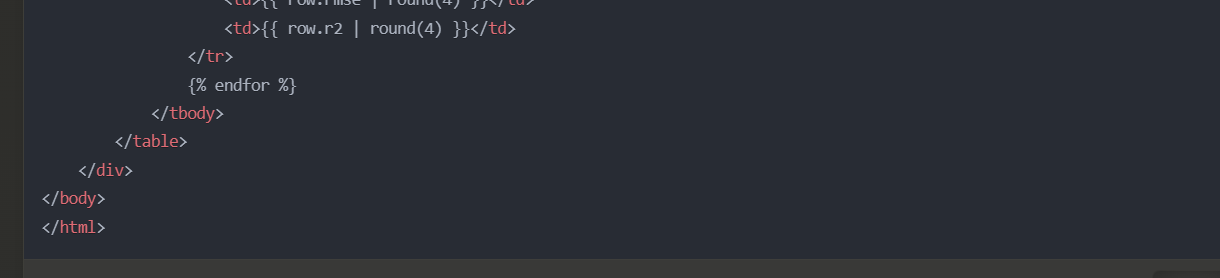 <td>{{ row.rmse | round(4) }}</td>
<td>{{ row.r2 | round(4) }}</td>
</tr>
{% endfor %}
</tbody>
</table>
</div>
</body>
</html>